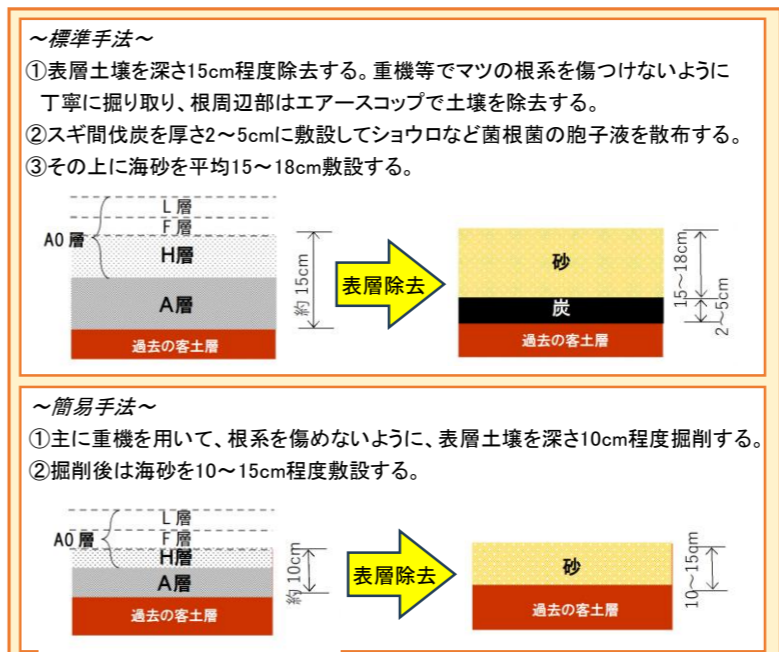 ～標準手法～
①表層土壌を深さ15cm程度除去する。重機等でマツの根系を傷つけないように
丁寧に掘り取り、根周辺部はエアースコップで土壌を除去する。
②スギ間伐炭を厚さ2～5cmに敷設してショウロなど菌根菌の胞子液を散布する。
③その上に海砂を平均15～18cm敷設する。
L層
F層
A0層
H層
A層
過去の客土層
約15cm
表層除去
砂
炭
過去の客土層
15～18cm
2～5cm
～簡易手法～
①主に重機を用いて、根系を傷めないように、表層土壌を深さ10cm程度掘削する。
②掘削後は海砂を10～15cm程度敷設する。
L層
F層
A0層
H層
A層
過去の客土層
約10cm
表層除去
砂
過去の客土層
10～15cm